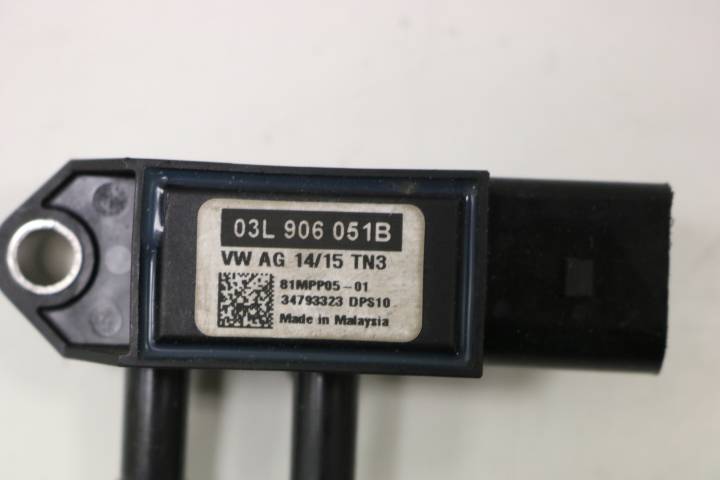 03L 906 051B
VW AG 14/15 TN3
81MPP05-01
34793323 DPS10
Made in Malaysia